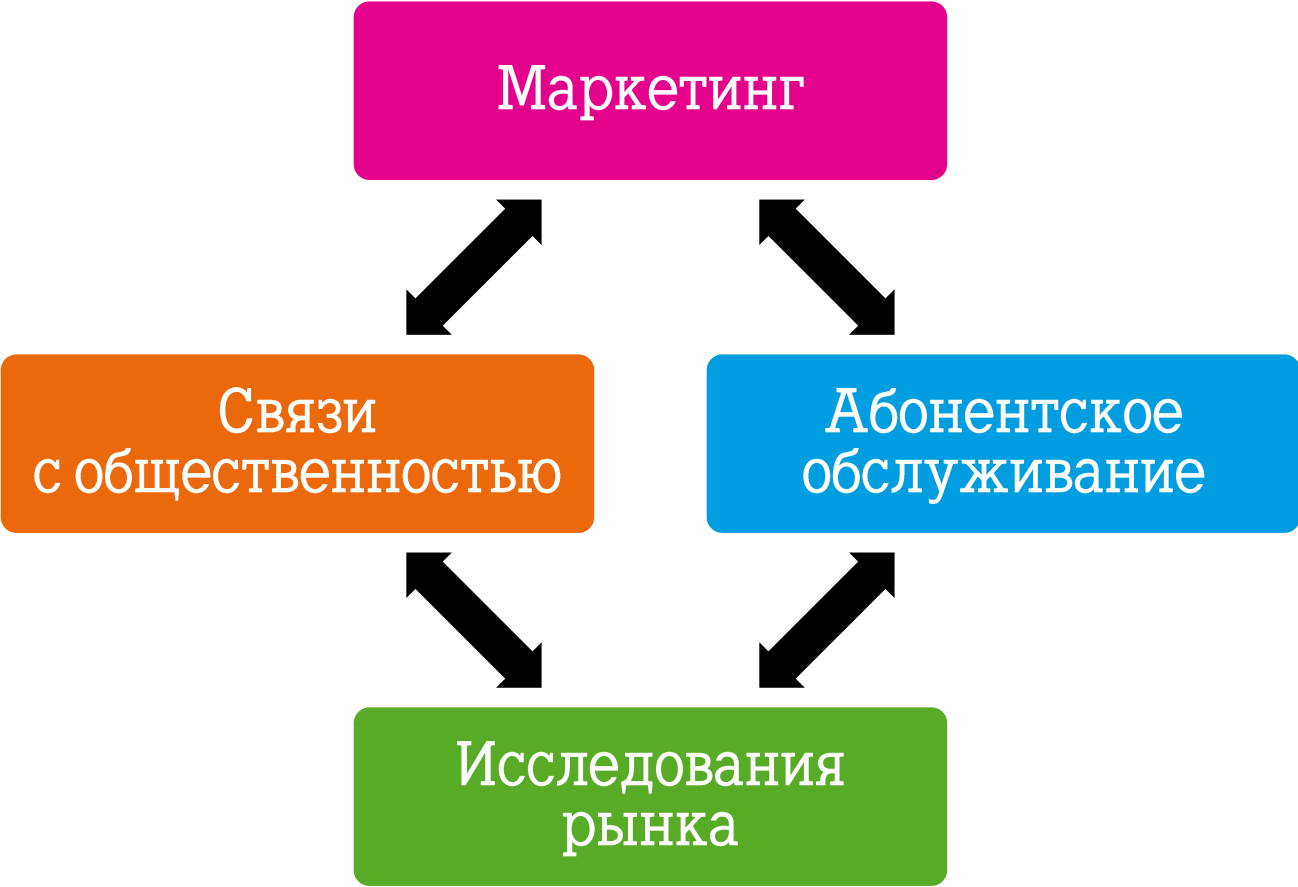 Маркетинг
Связи
с общественностью
Абонентское
обслуживание
Исследования
рынка